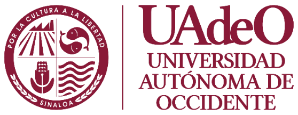 POR LA CULTURA A LA LIBERTAD
SINALOA
UAdeO
UNIVERSIDAD
AUTÓNOMA DE
OCCIDENTE